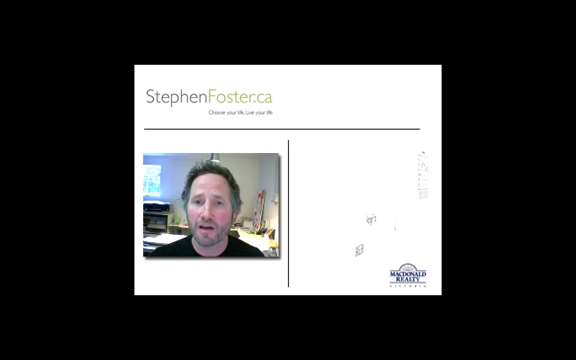 StephenFoster.ca
Choose your life, Live your life
MACDONALD
REALTY
VICTORIA